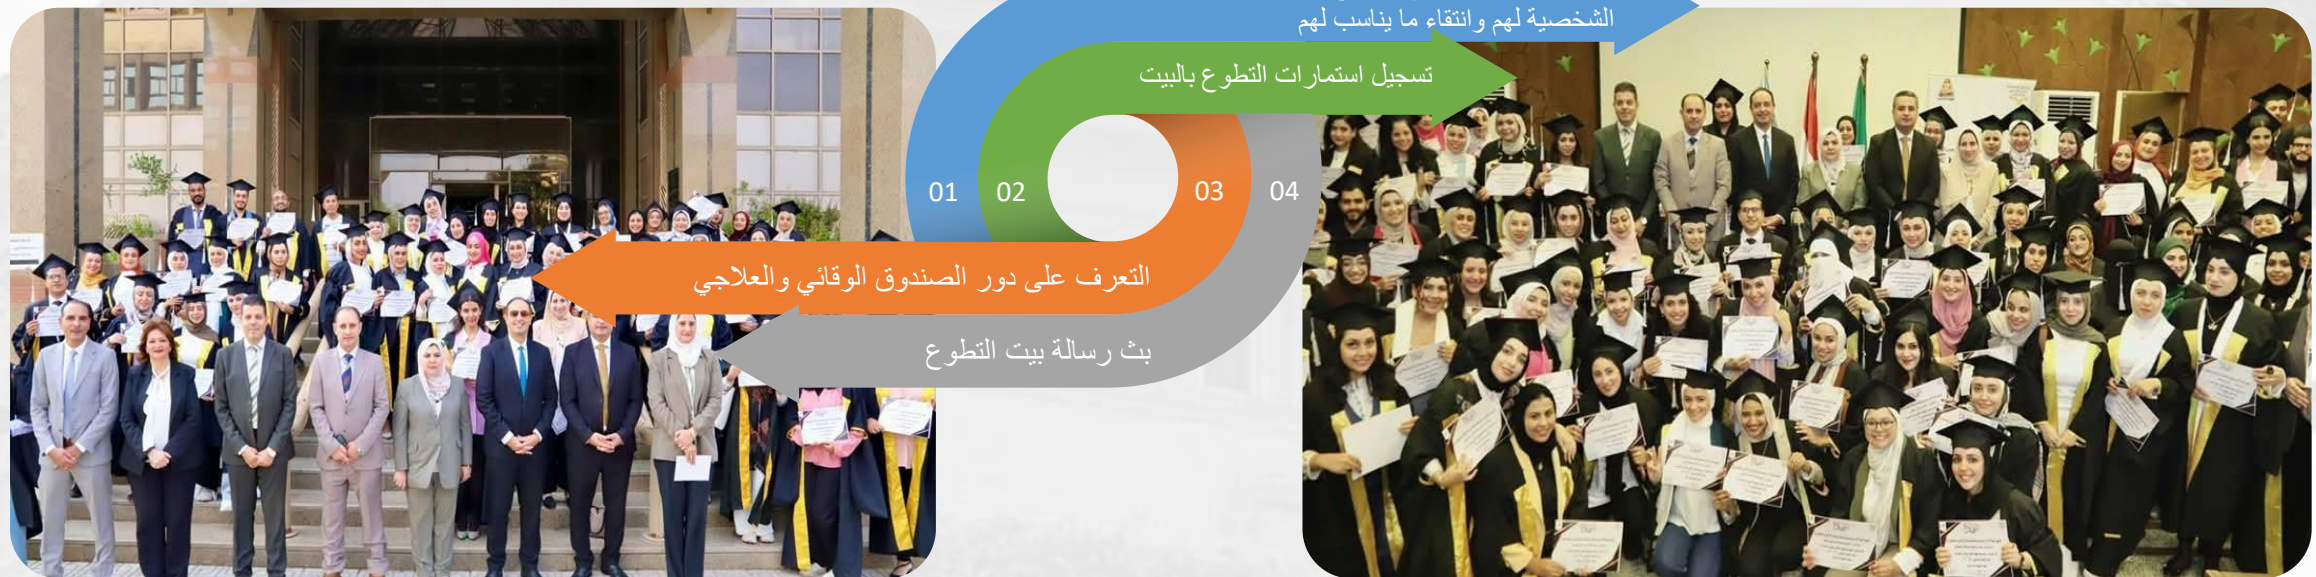 الشخصية لهم وانتقاء ما يناسب لهم
تسجيل استمارات التطوع بالبيت
01
02
03
04
التعرف على دور الصندوق الوقائي والعلاجي
بث رسالة بيت التطوع